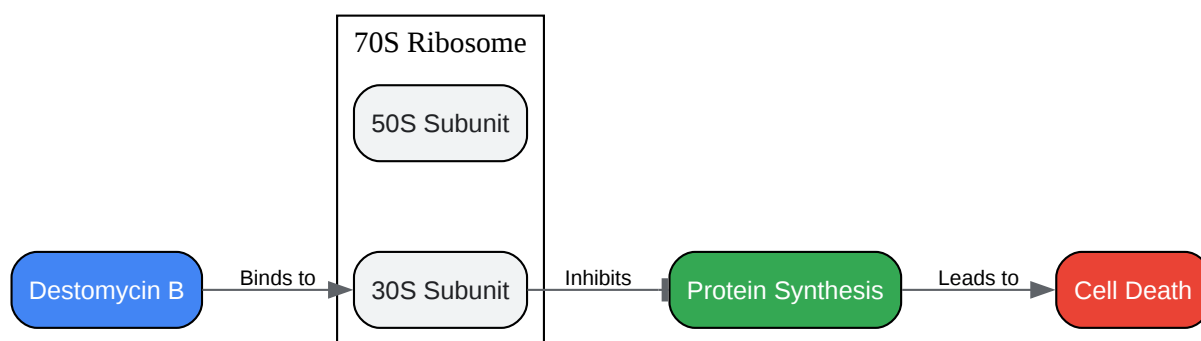 70S Ribosome
50S Subunit
Destomycin B
Binds to
30S Subunit
Inhibits
Protein Synthesis
Leads to
Cell Death